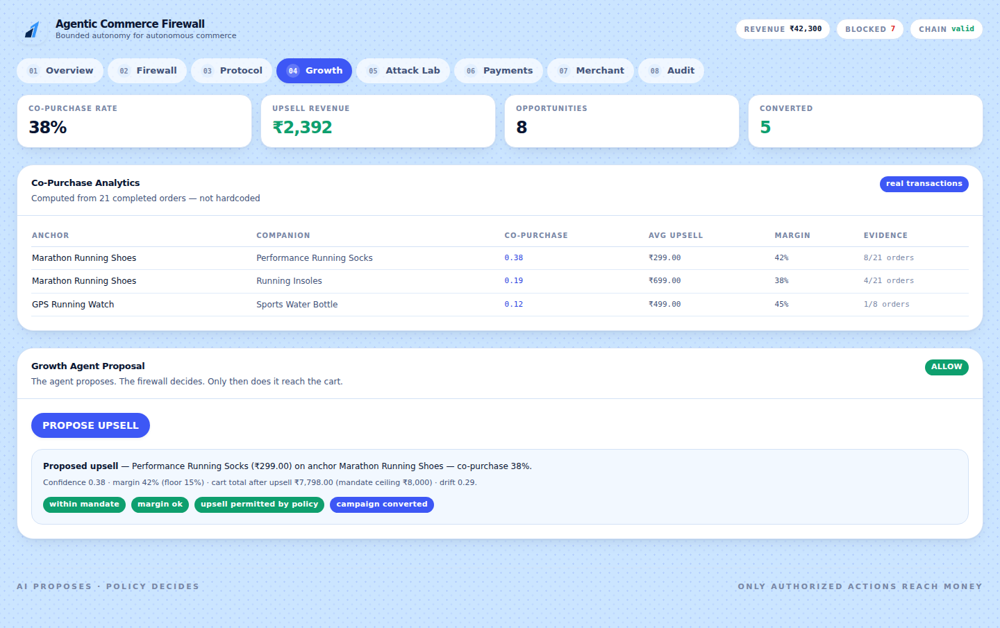 Agentic Commerce Firewall
Bounded autonomy for autonomous commerce
REVENUE ₹42,300
BLOCKED 7
CHAIN valid
01 Overview
02 Firewall
03 Protocol
04 Growth
05 Attack Lab
06 Payments
07 Merchant
08 Audit
CO-PURCHASE RATE
38%
UPSELL REVENUE
₹2,392
OPPORTUNITIES
8
CONVERTED
5
Co-Purchase Analytics
real transactions
Computed from 21 completed orders — not hardcoded
ANCHOR COMPANION CO-PURCHASE AVG UPSELL MARGIN EVIDENCE
Marathon Running Shoes Performance Running Socks 0.38 ₹299.00 42% 8/21 orders
Marathon Running Shoes Running Insoles 0.19 ₹699.00 38% 4/21 orders
GPS Running Watch Sports Water Bottle 0.12 ₹499.00 45% 1/8 orders
Growth Agent Proposal
ALLOW
The agent proposes. The firewall decides. Only then does it reach the cart.
PROPOSE UPSELL
Proposed upsell — Performance Running Socks (₹299.00) on anchor Marathon Running Shoes — co-purchase 38%.
Confidence 0.38 · margin 42% (floor 15%) · cart total after upsell ₹7,798.00 (mandate ceiling ₹8,000) · drift 0.29.
within mandate
margin ok
upsell permitted by policy
campaign converted
AI PROPOSES · POLICY DECIDES
ONLY AUTHORIZED ACTIONS REACH MONEY